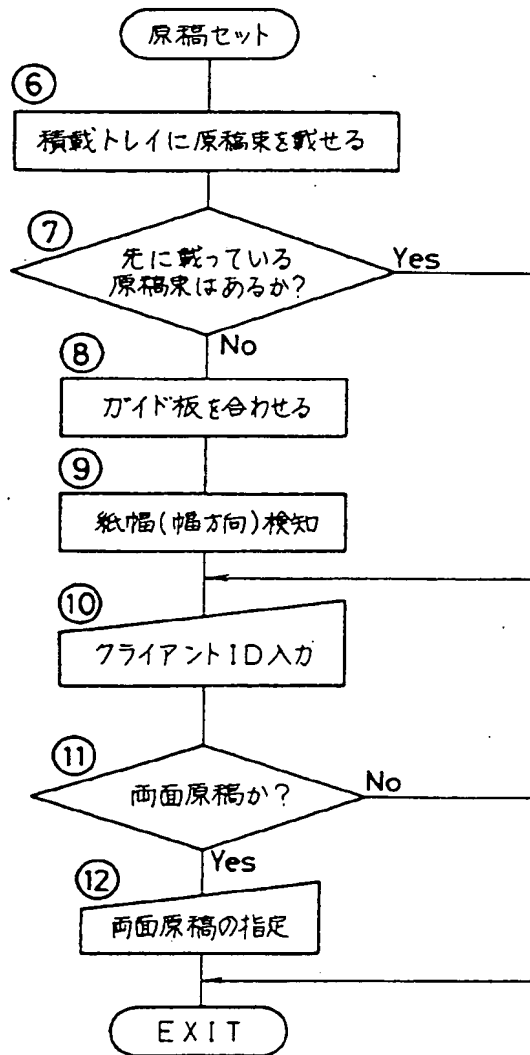 原稿セット
⑥
積載トレイに原稿束を載せる
⑦
先に載っている
原稿束はあるか?
Yes
No
⑧
ガイド板を合わせる
⑨
紙幅(幅方向)検知
⑩
クライアントID入力
⑪
両面原稿か?
No
Yes
⑫
両面原稿の指定
EXIT